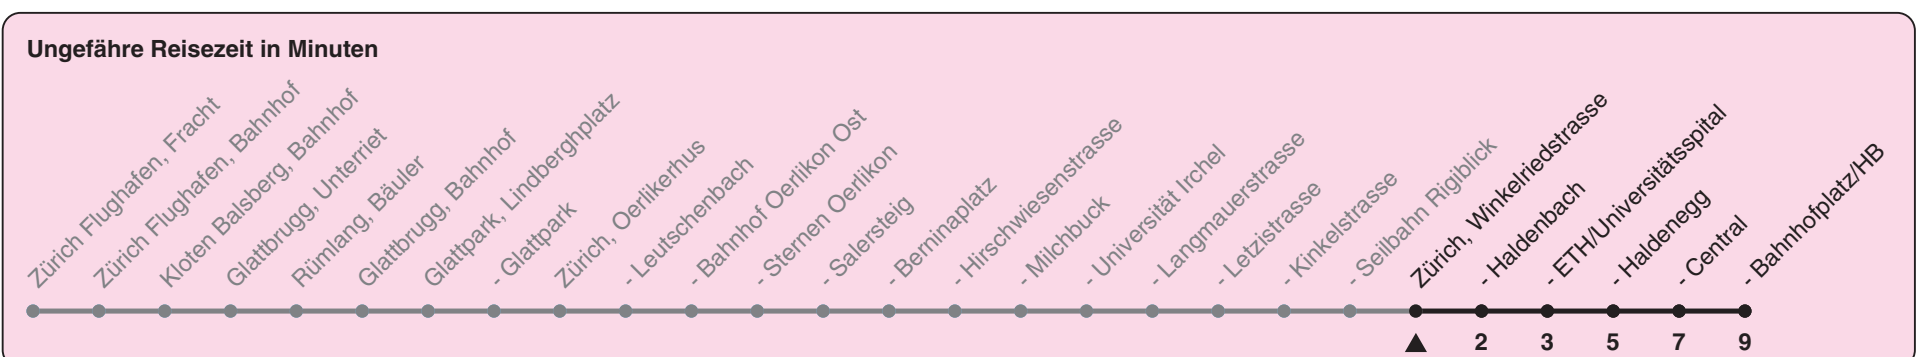 Ungefähre Reisezeit in Minuten
Zürich Flughafen, Fracht
Zürich Flughafen, Bahnhof
Kloten Balsberg, Bahnhof
Glattbrugg, Unterriet
Rümlang, Bäuler
Glattbrugg, Bahnhof
Glattpark, Lindberghplatz
- Glattpark
Zürich, Oerlikerhus
- Leutschenbach
- Bahnhof Oerlikon Ost
- Sternen Oerlikon
- Salersteig
- Berninaplatz
- Hirschwiesenstrasse
- Milchbuck
- Universität Irchel
- Langmauerstrasse
- Letzistrasse
- Kinkelstrasse
- Seilbahn Rigiblick
Zürich, Winkelriedstrasse
- Haldenbach
- ETH/Universitätsspital
- Haldenegg
- Central
- Bahnhofplatz/HB
2 3 5 7 9